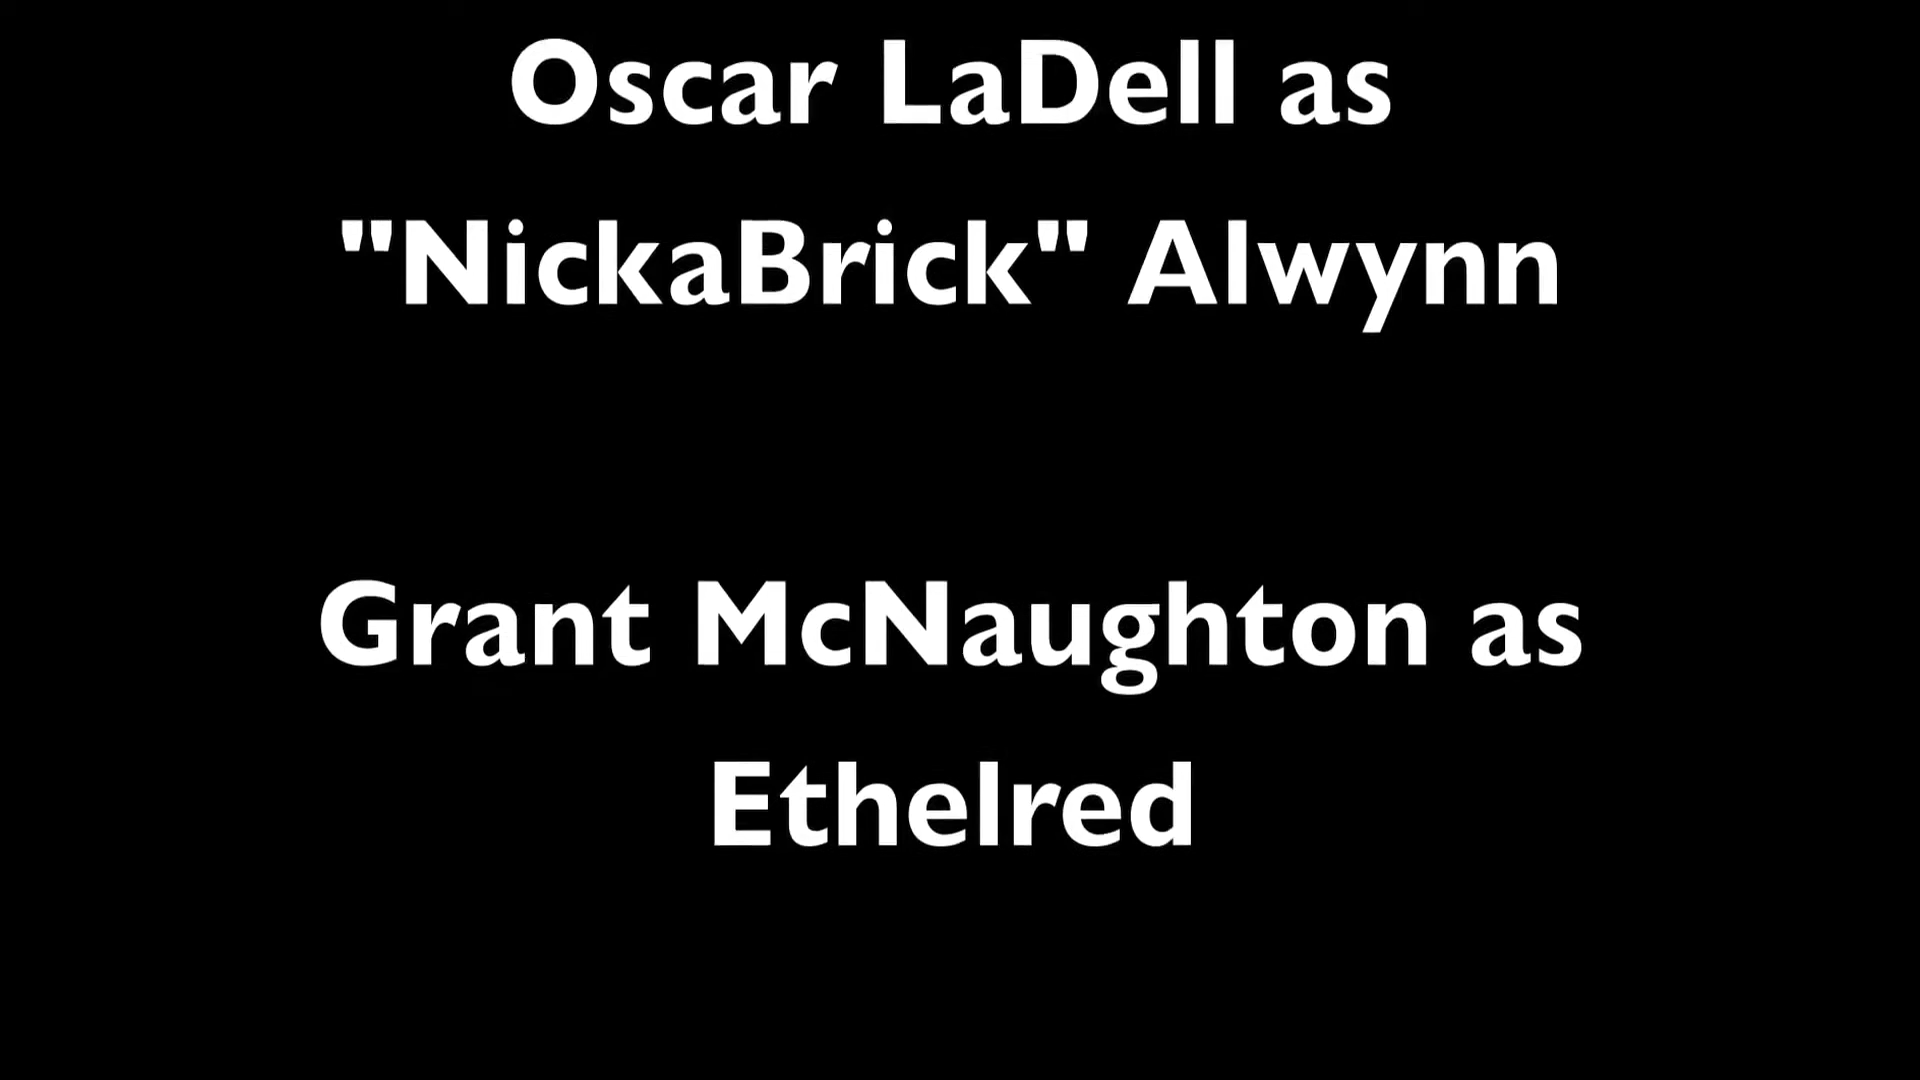 Oscar LaDell as
"NickaBrick" Alwynn
Grant McNaughton as
Ethelred